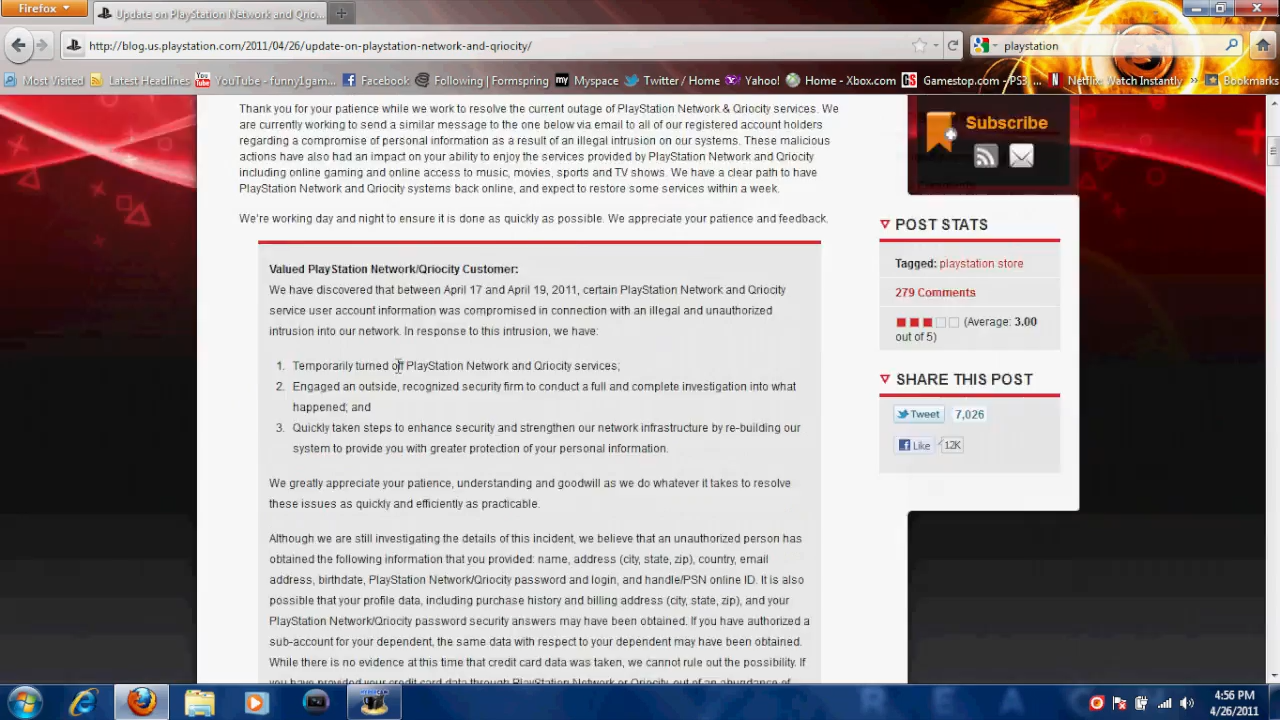 Firefox
Update on PlayStation Network and Qrio...
http://blog.us.playstation.com/2011/04/26/update-on-playstation-network-and-qriocity/
playstation
Most Visited
Latest Headlines
YouTube - funny1gam...
Facebook
Following | Formspring
Myspace
Twitter / Home
Yahoo!
Home - Xbox.com
Gamestop.com - PS3 ...
Netflix: Watch Instantly
»
Bookmarks
Thank you for your patience while we work to resolve the current outage of PlayStation Network & Qriocity services. We
are currently working to send a similar message to the one below via email to all of our registered account holders
regarding a compromise of personal information as a result of an illegal intrusion on our systems. These malicious
actions have also had an impact on your ability to enjoy the services provided by PlayStation Network and Qriocity
including online gaming and online access to music, movies, sports and TV shows. We have a clear path to have
PlayStation Network and Qriocity systems back online, and expect to restore some services within a week.
We're working day and night to ensure it is done as quickly as possible. We appreciate your patience and feedback.
Valued PlayStation Network/Qriocity Customer:
We have discovered that between April 17 and April 19, 2011, certain PlayStation Network and Qriocity
service user account information was compromised in connection with an illegal and unauthorized
intrusion into our network. In response to this intrusion, we have:
1. Temporarily turned off PlayStation Network and Qriocity services;
2. Engaged an outside, recognized security firm to conduct a full and complete investigation into what
happened; and
3. Quickly taken steps to enhance security and strengthen our network infrastructure by re-building our
system to provide you with greater protection of your personal information.
We greatly appreciate your patience, understanding and goodwill as we do whatever it takes to resolve
these issues as quickly and efficiently as practicable.
Although we are still investigating the details of this incident, we believe that an unauthorized person has
obtained the following information that you provided: name, address (city, state, zip), country, email
address, birthdate, PlayStation Network/Qriocity password and login, and handle/PSN online ID. It is also
possible that your profile data, including purchase history and billing address (city, state, zip), and your
PlayStation Network/Qriocity password security answers may have been obtained. If you have authorized a
sub-account for your dependent, the same data with respect to your dependent may have been obtained.
While there is no evidence at this time that credit card data was taken, we cannot rule out the possibility. If
you have provided your credit card data through PlayStation Network or Qriocity, out of an abundance of
Subscribe
POST STATS
Tagged: playstation store
279 Comments
(Average: 3.00
out of 5)
SHARE THIS POST
Tweet 7,026
Like 12K
R E A
4:56 PM
4/26/2011